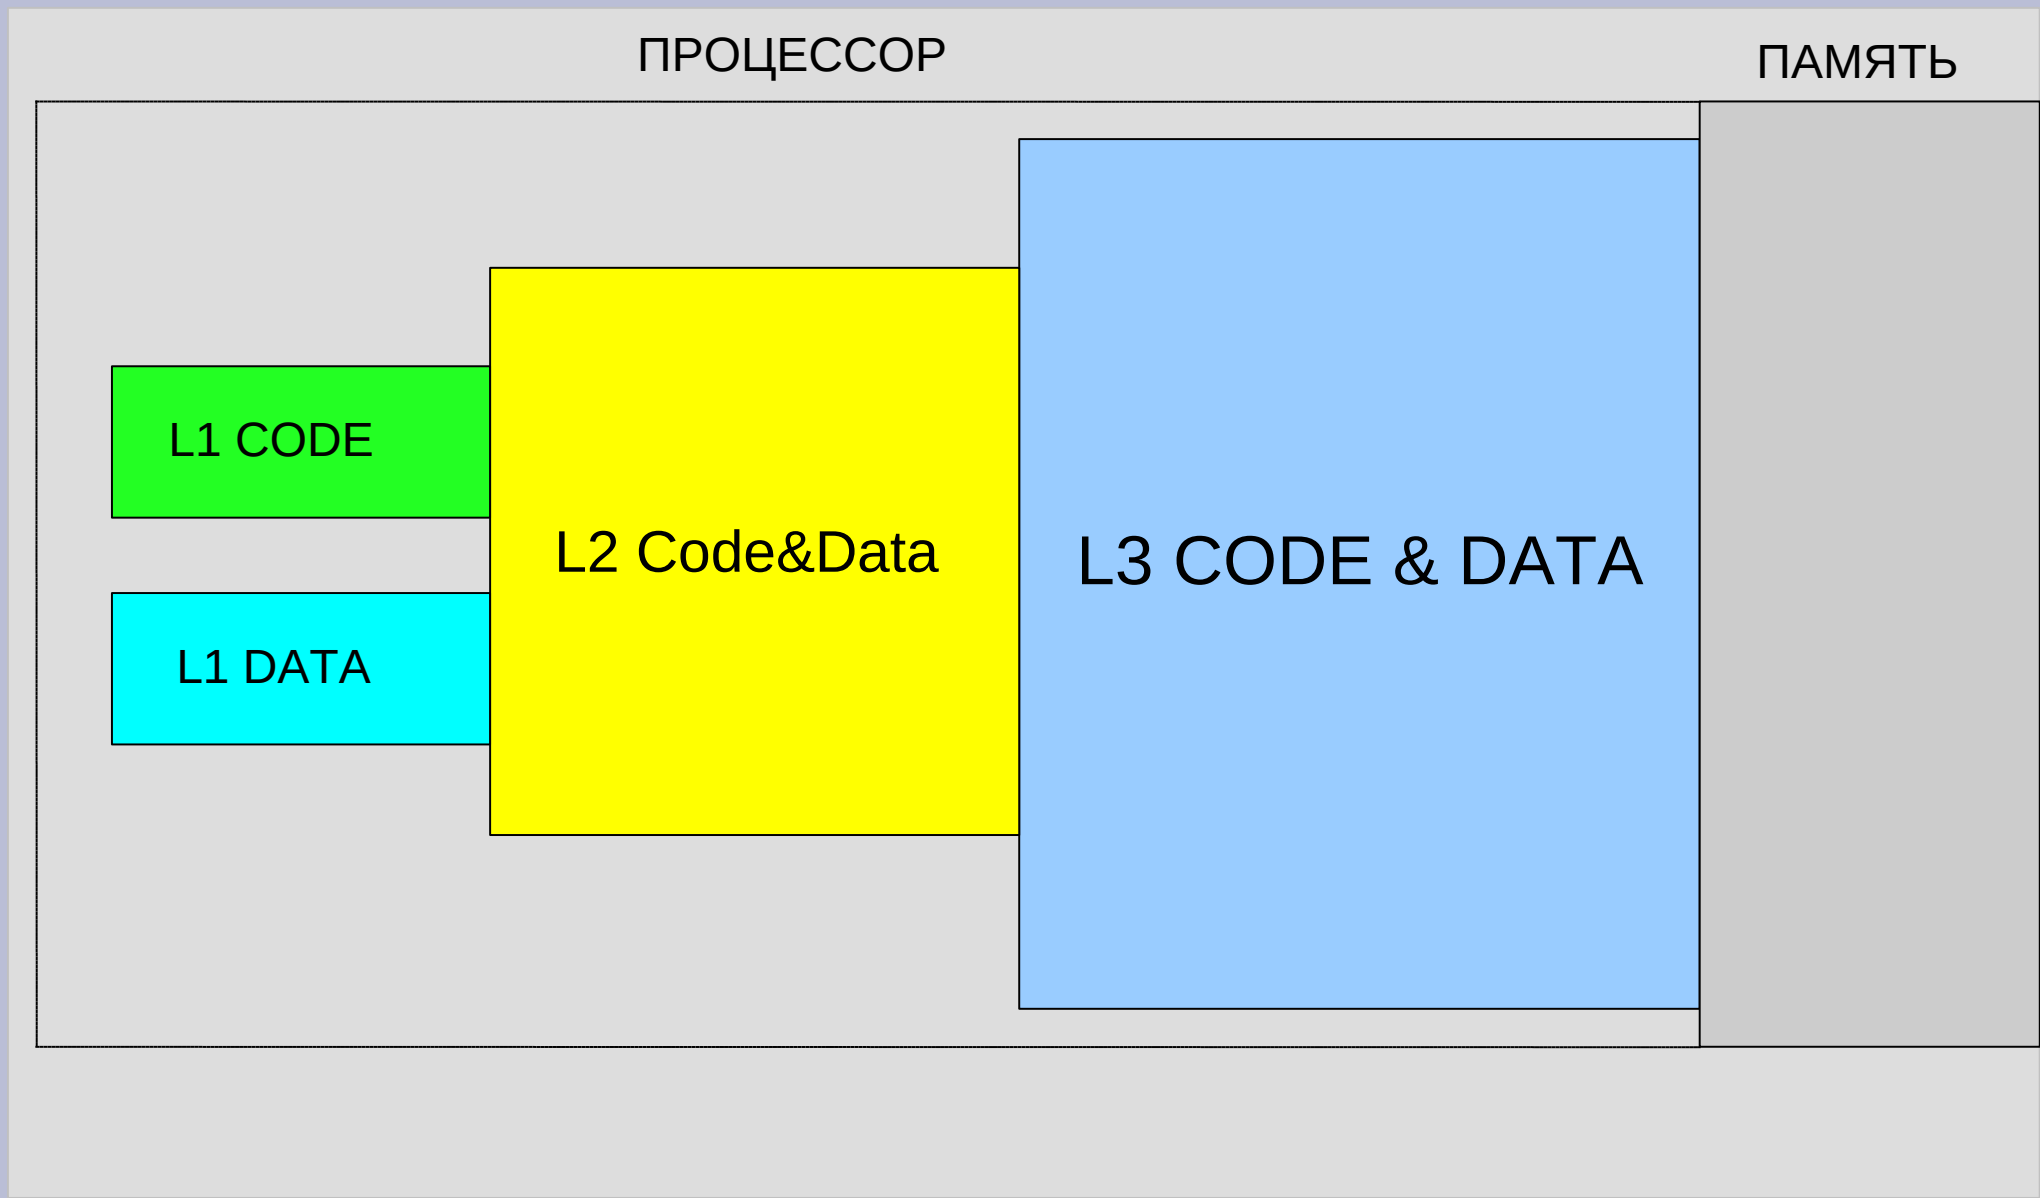 ПРОЦЕССОР
ПАМЯТЬ
L1 CODE
L2 Code&Data
L3 CODE & DATA
L1 DATA